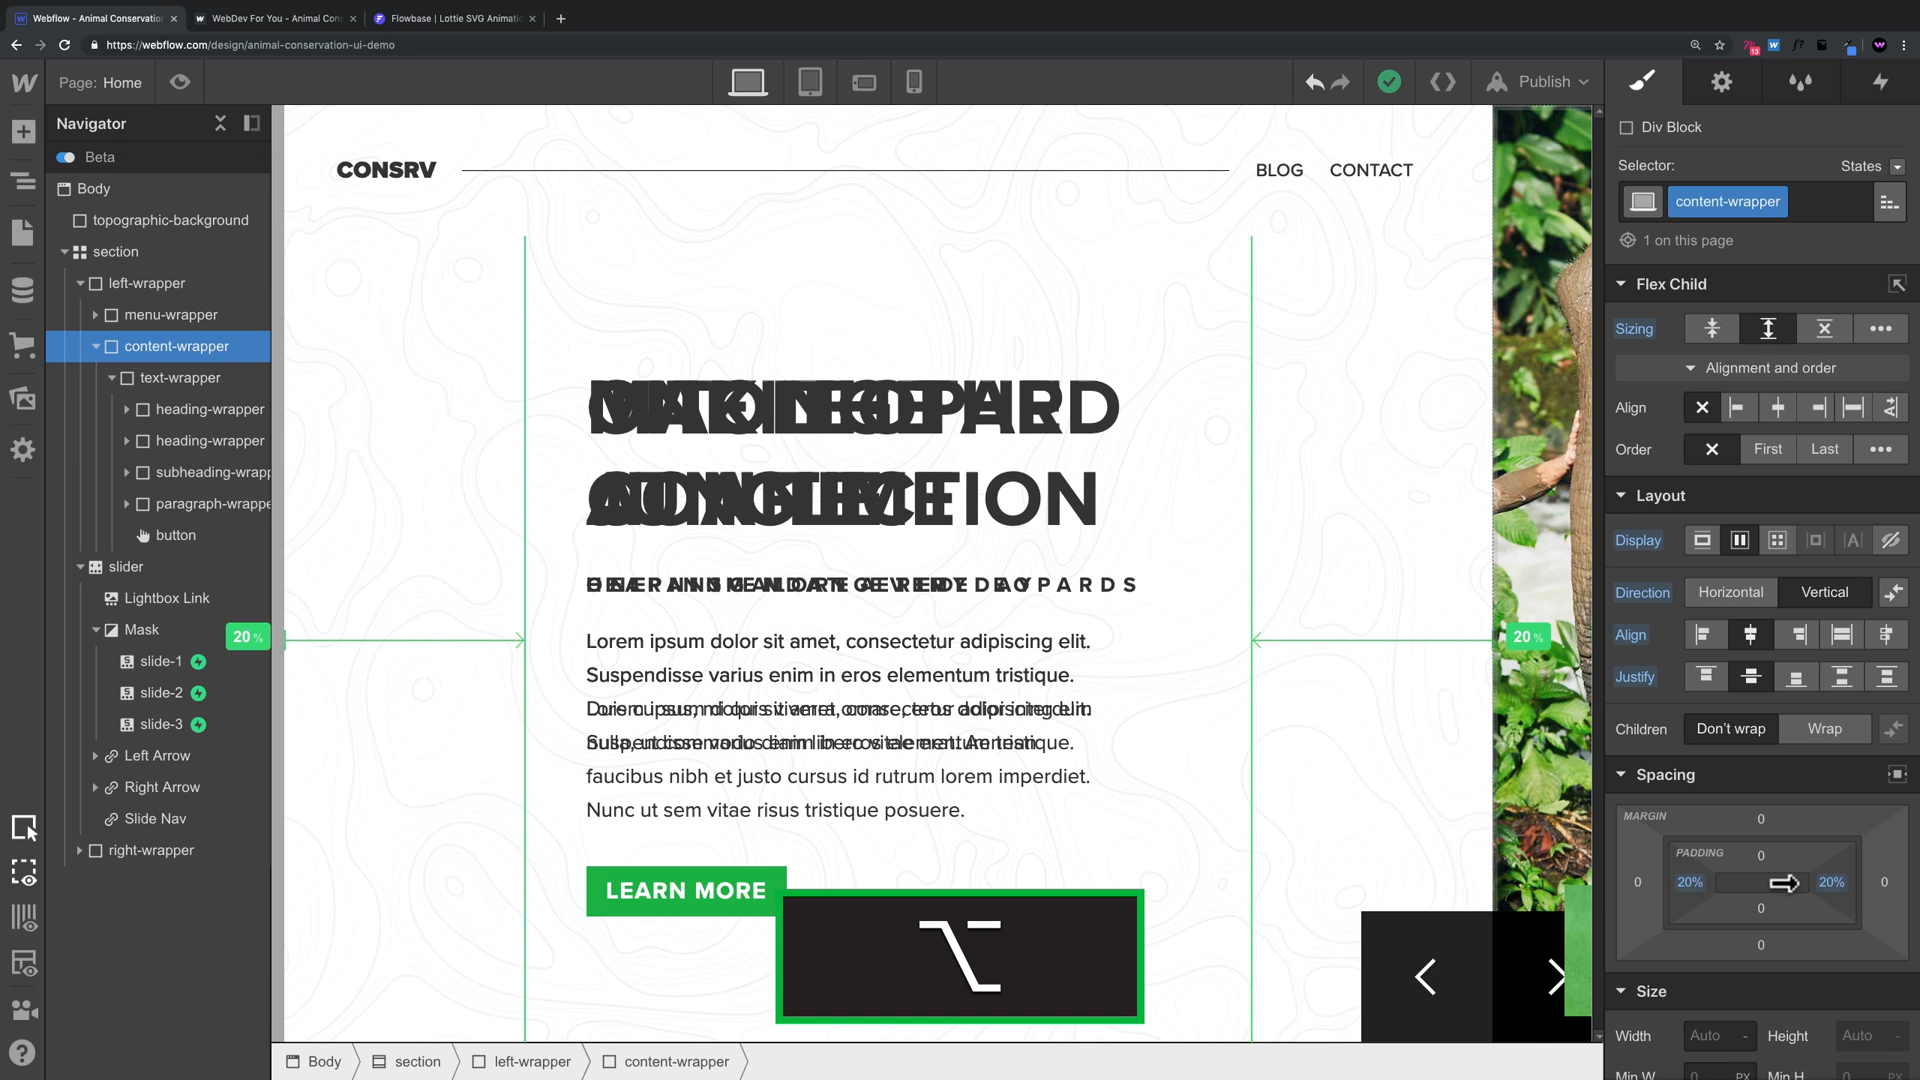 Webflow - Animal Conservatio
WebDev For You - Animal Con
Flowbase | Lottie SVG Animatio
https://webflow.com/design/animal-conservation-ui-demo
13
Page: Home
Publish
Navigator
Beta
Body
topographic-background
section
left-wrapper
menu-wrapper
content-wrapper
text-wrapper
heading-wrapper
heading-wrapper
subheading-wrapp
paragraph-wrappe
button
slider
Lightbox Link
Mask
slide-1
slide-2
slide-3
Left Arrow
Right Arrow
Slide Nav
right-wrapper
CONSRV
BLOG
CONTACT
20 %
20 %
Lorem ipsum dolor sit amet, consectetur adipiscing elit.
Suspendisse varius enim in eros elementum tristique.
faucibus nibh et justo cursus id rutrum lorem imperdiet.
Nunc ut sem vitae risus tristique posuere.
LEARN MORE
Body
section
left-wrapper
content-wrapper
Div Block
Selector:
States
content-wrapper
1 on this page
Flex Child
Sizing
Alignment and order
Align
Order
First
Last
Layout
Display
Direction
Horizontal
Vertical
Align
Justify
Children
Don't wrap
Wrap
Spacing
MARGIN
0
PADDING
0
0
20%
20%
0
0
0
Size
Width
Auto
-
Height
Auto
-
Min W
0
PX
Min H
0
PX